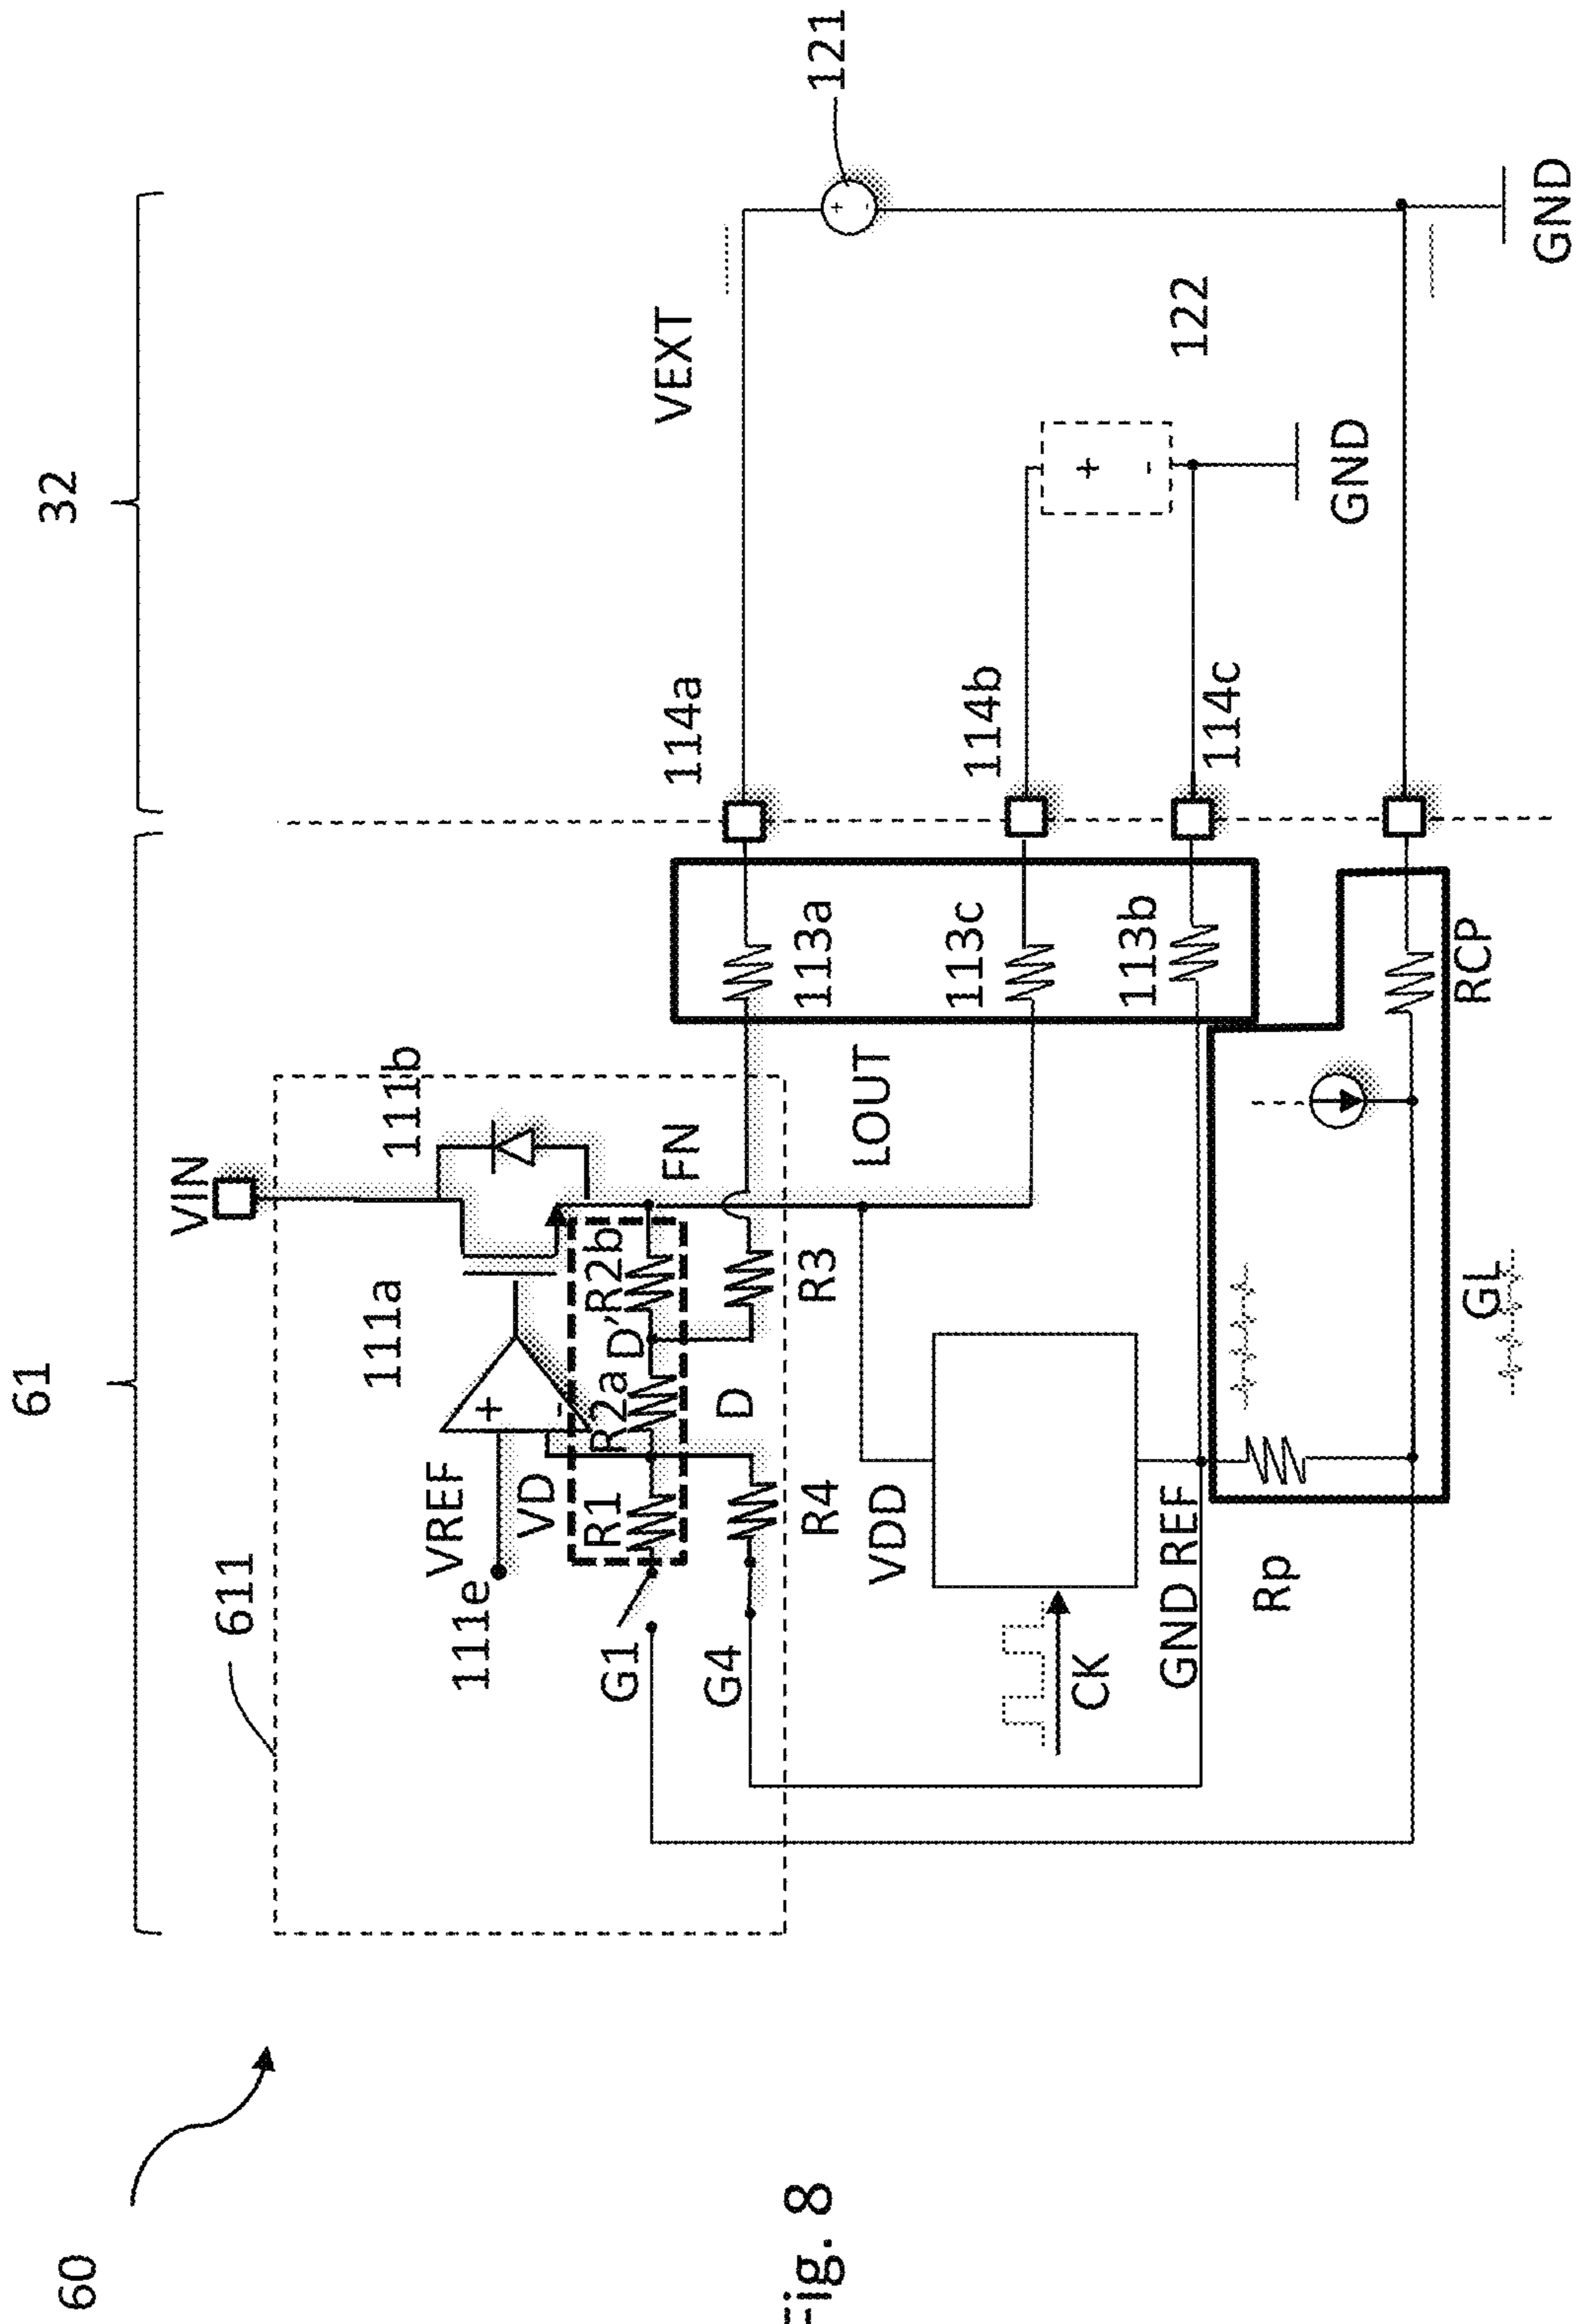 60
61
32
611
VIN
111a
111b
VREF
111e
VD
+
-
R1
R2a
D'
R2b
FN
G1
G4
R4
D
R3
LOUT
VDD
CK
GND REF
Rp
GL
RCP
113a
113c
113b
114a
114b
114c
VEXT
+
-
121
+
-
122
GND
GND
Fig. 8